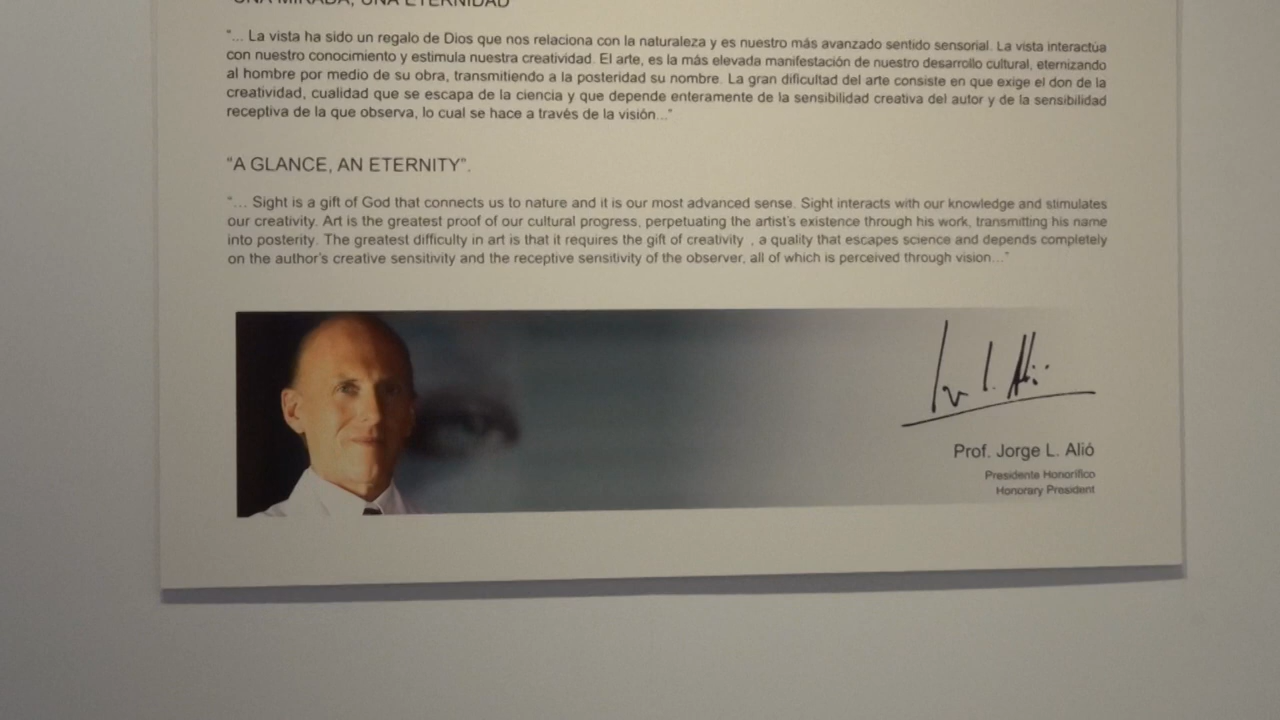 "UNA MIRADA, UNA ETERNIDAD"
"... La vista ha sido un regalo de Dios que nos relaciona con la naturaleza y es nuestro más avanzado sentido sensorial. La vista interactúa
con nuestro conocimiento y estimula nuestra creatividad. El arte, es la más elevada manifestación de nuestro desarrollo cultural, eternizando
al hombre por medio de su obra, transmitiendo a la posteridad su nombre. La gran dificultad del arte consiste en que exige el don de la
creatividad, cualidad que se escapa de la ciencia y que depende enteramente de la sensibilidad creativa del autor y de la sensibilidad
receptiva de la que observa, lo cual se hace a través de la visión..."
"A GLANCE, AN ETERNITY".
"... Sight is a gift of God that connects us to nature and it is our most advanced sense. Sight interacts with our knowledge and stimulates
our creativity. Art is the greatest proof of our cultural progress, perpetuating the artist's existence through his work, transmitting his name
into posterity. The greatest difficulty in art is that it requires the gift of creativity , a quality that escapes science and depends completely
on the author's creative sensitivity and the receptive sensitivity of the observer, all of which is perceived through vision..."
Prof. Jorge L. Alió
Presidente Honorífico
Honorary President